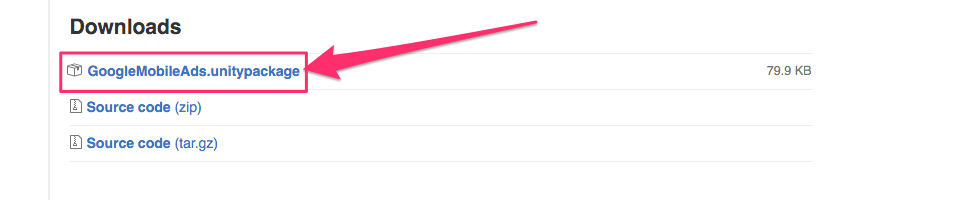 Downloads
GoogleMobileAds.unitypackage 79.9 KB
Source code (zip)
Source code (tar.gz)